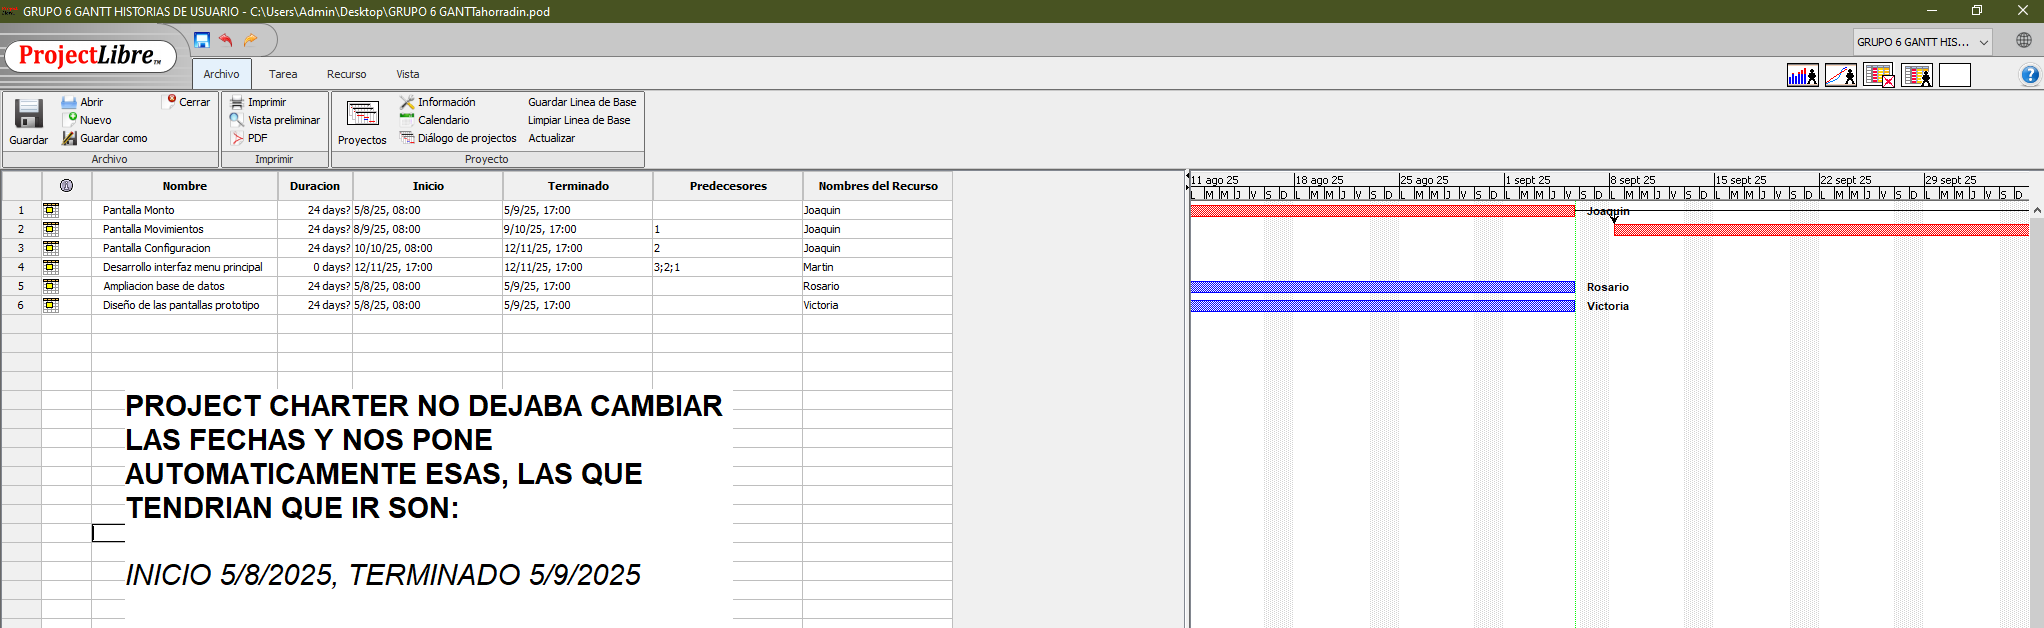 GRUPO 6 GANTT HISTORIAS DE USUARIO - C:\Users\Admin\Desktop\GRUPO 6 GANTTahorradin.pod
ProjectLibre™
GRUPO 6 GANTT HIS...
Archivo Tarea Recurso Vista
Guardar
Abrir
Nuevo
Guardar como
Cerrar
Archivo
Imprimir
Vista preliminar
PDF
Imprimir
Proyectos
Información
Calendario
Diálogo de projectos
Guardar Linea de Base
Limpiar Linea de Base
Actualizar
Proyecto
Nombre Duracion Inicio Terminado Predecesores Nombres del Recurso
1 Pantalla Monto 24 days? 5/8/25, 08:00 5/9/25, 17:00 Joaquin
2 Pantalla Movimientos 24 days? 8/9/25, 08:00 9/10/25, 17:00 1 Joaquin
3 Pantalla Configuracion 24 days? 10/10/25, 08:00 12/11/25, 17:00 2 Joaquin
4 Desarrollo interfaz menu principal 0 days? 12/11/25, 17:00 12/11/25, 17:00 3;2;1 Martin
5 Ampliacion base de datos 24 days? 5/8/25, 08:00 5/9/25, 17:00 Rosario
6 Diseño de las pantallas prototipo 24 days? 5/8/25, 08:00 5/9/25, 17:00 Victoria
11 ago 25 18 ago 25 25 ago 25 1 sept 25 8 sept 25 15 sept 25 22 sept 25 29 sept 25
L M M J V S D L M M J V S D L M M J V S D L M M J V S D L M M J V S D L M M J V S D L M M J V S D L M M J V S D
Joaquin
Rosario
Victoria
PROJECT CHARTER NO DEJABA CAMBIAR
LAS FECHAS Y NOS PONE
AUTOMATICAMENTE ESAS, LAS QUE
TENDRIAN QUE IR SON:
INICIO 5/8/2025, TERMINADO 5/9/2025